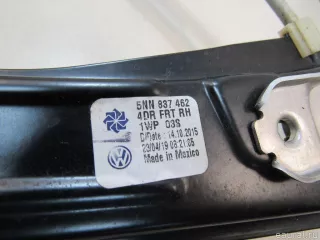 5NN 837 462
4DR FRT RH
1WP 03S
D/Date : 14.10.2015
23/04/19 08:21:35
Made in Mexico